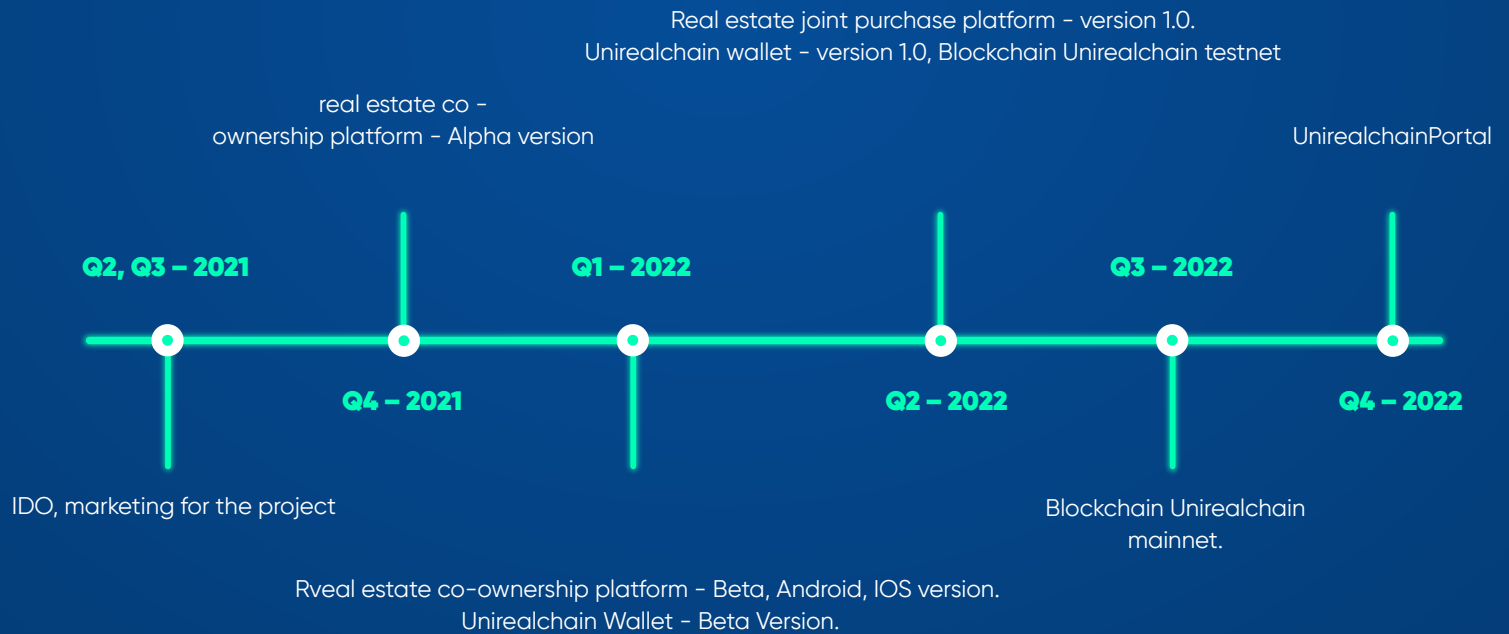 Real estate joint purchase platform - version 1.0.
Unirealchain wallet - version 1.0, Blockchain Unirealchain testnet
real estate co -
ownership platform - Alpha version
UnirealchainPortal
Q2, Q3 – 2021
Q1 – 2022
Q3 – 2022
Q4 – 2021
Q2 – 2022
Q4 – 2022
IDO, marketing for the project
Blockchain Unirealchain
mainnet.
Rveal estate co-ownership platform - Beta, Android, IOS version.
Unirealchain Wallet - Beta Version.